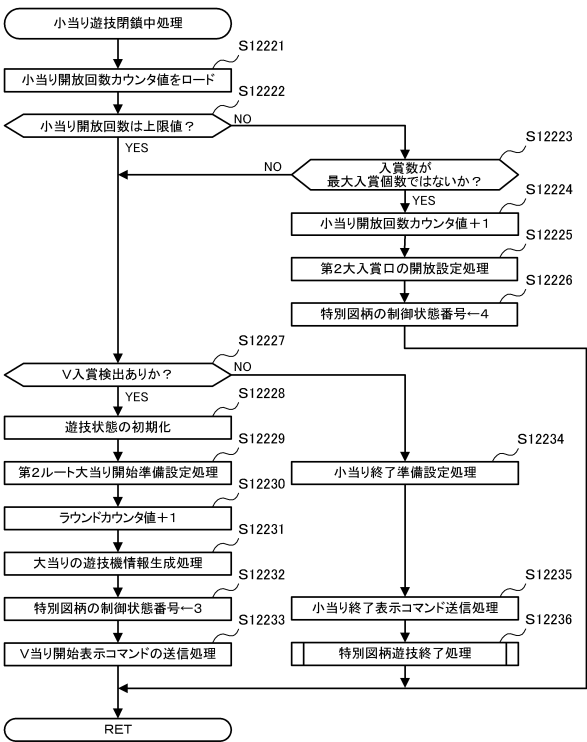 小当り遊技閉鎖中処理
S12221
小当り開放回数カウンタ値をロード
S12222
小当り開放回数は上限値？
NO
YES
S12223
入賞数が
最大入賞個数ではないか？
NO
YES
S12224
小当り開放回数カウンタ値＋1
S12225
第2大入賞口の開放設定処理
S12226
特別図柄の制御状態番号←4
S12227
V入賞検出ありか？
NO
YES
S12228
遊技状態の初期化
S12229
第2ルート大当り開始準備設定処理
S12230
ラウンドカウンタ値＋1
S12231
大当りの遊技機情報生成処理
S12232
特別図柄の制御状態番号←3
S12233
V当り開始表示コマンドの送信処理
S12234
小当り終了準備設定処理
S12235
小当り終了表示コマンド送信処理
S12236
特別図柄遊技終了処理
RET